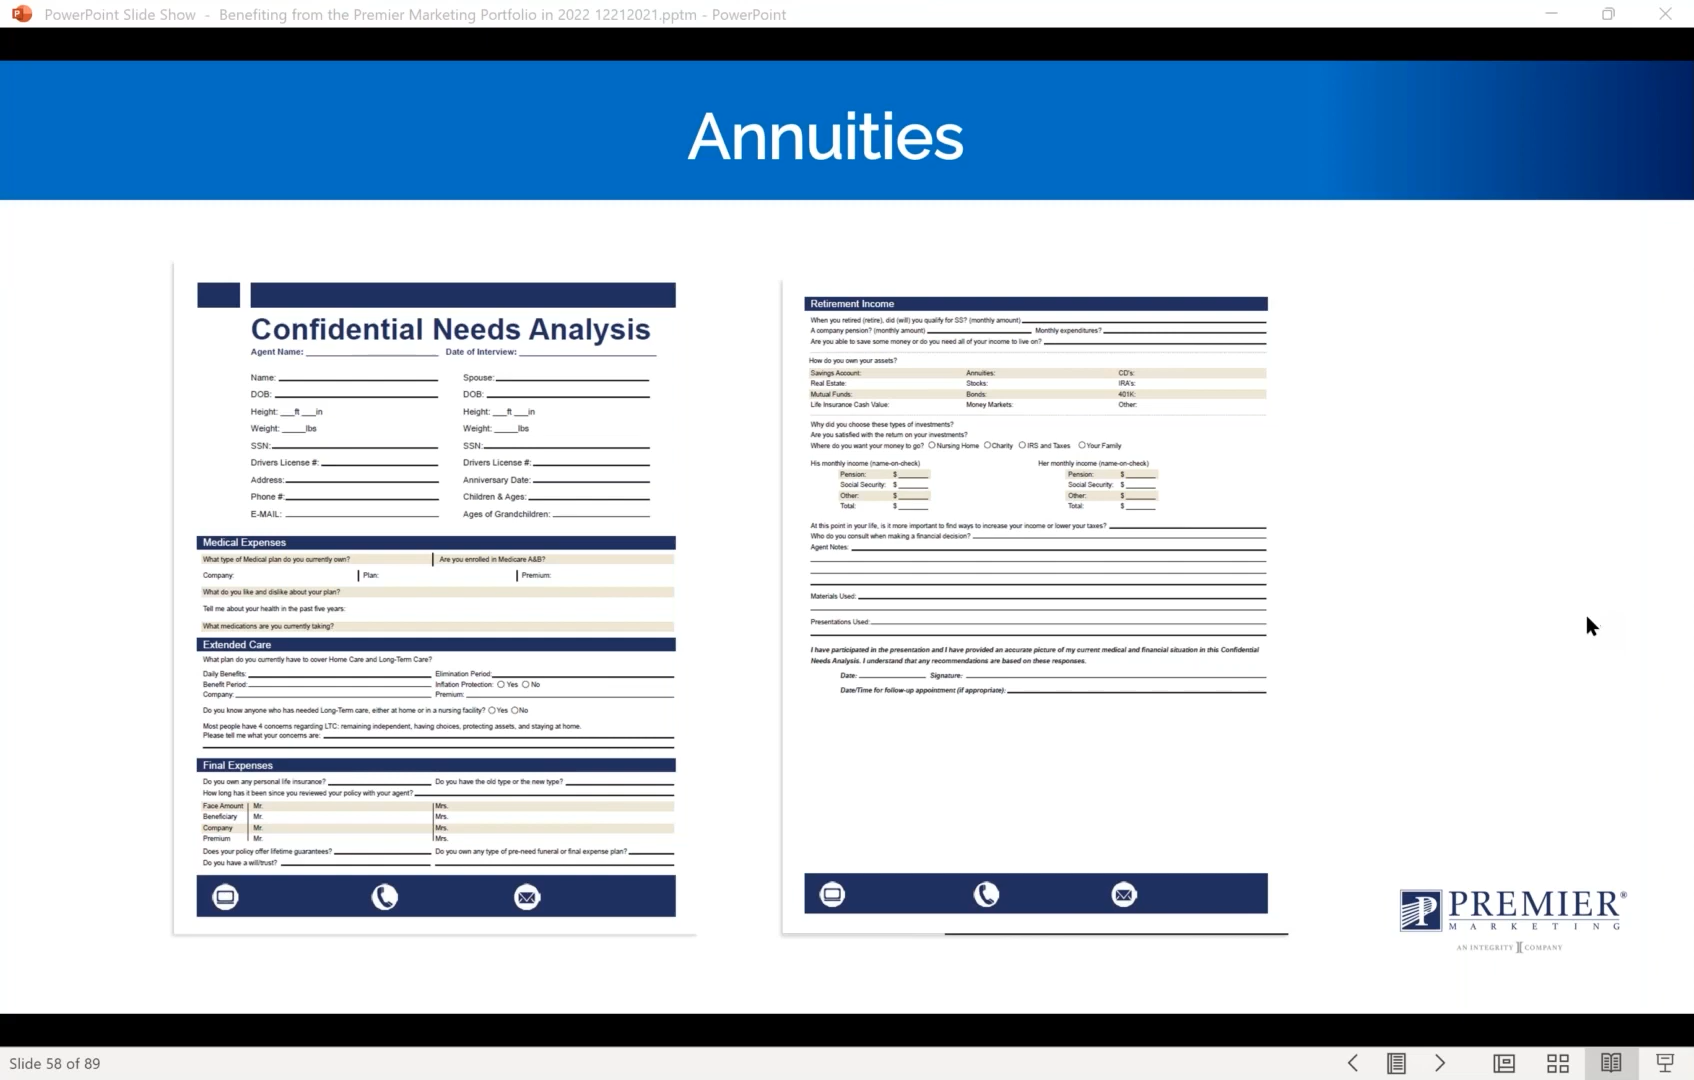 PowerPoint Slide Show - Benefiting from the Premier Marketing Portfolio in 2022 12212021.pptm - PowerPoint
Annuities
Confidential Needs Analysis
Agent Name: Date of Interview:
Name: Spouse:
DOB: DOB:
Height: ___ft ___in Height: ___ft ___in
Weight: _____lbs Weight: _____lbs
SSN: SSN:
Drivers License #: Drivers License #:
Address: Anniversary Date:
Phone #: Children & Ages:
E-MAIL: Ages of Grandchildren:
Medical Expenses
What type of Medical plan do you currently own? Are you enrolled in Medicare A&B?
Company: Plan: Premium:
What do you like and dislike about your plan?
Tell me about your health in the past five years:
What medications are you currently taking?
Extended Care
What plan do you currently have to cover Home Care and Long-Term Care?
Daily Benefits: Elimination Period:
Benefit Period: Inflation Protection: Yes No
Company: Premium:
Do you know anyone who has needed Long-Term care, either at home or in a nursing facility? Yes No
Most people have 4 concerns regarding LTC: remaining independent, having choices, protecting assets, and staying at home.
Please tell me what your concerns are:
Final Expenses
Do you own any personal life insurance? Do you have the old type or the new type?
How long has it been since you reviewed your policy with your agent?
Face Amount Mr. Mrs.
Beneficiary Mr. Mrs.
Company Mr. Mrs.
Premium Mr. Mrs.
Does your policy offer lifetime guarantees? Do you own any type of pre-need funeral or final expense plan?
Do you have a will/trust?
Retirement Income
When you retired (retire), did (will) you qualify for SS? (monthly amount)
A company pension? (monthly amount) Monthly expenditures?
Are you able to save some money or do you need all of your income to live on?
How do you own your assets?
Savings Account: Annuities: CD's:
Real Estate: Stocks: IRA's:
Mutual Funds: Bonds: 401K:
Life Insurance Cash Value: Money Markets: Other:
Why did you choose these types of investments?
Are you satisfied with the return on your investments?
Where do you want your money to go? Nursing Home Charity IRS and Taxes Your Family
His monthly income (name-on-check) Her monthly income (name-on-check)
Pension: $ Pension: $
Social Security: $ Social Security: $
Other: $ Other: $
Total: $ Total: $
At this point in your life, is it more important to find ways to increase your income or lower your taxes?
Who do you consult when making a financial decision?
Agent Notes:
Materials Used:
Presentations Used:
I have participated in the presentation and I have provided an accurate picture of my current medical and financial situation in this Confidential
Needs Analysis. I understand that any recommendations are based on these responses.
Date: Signature:
Date/Time for follow-up appointment (if appropriate):
PREMIER®
MARKETING
AN INTEGRITY COMPANY
Slide 58 of 89